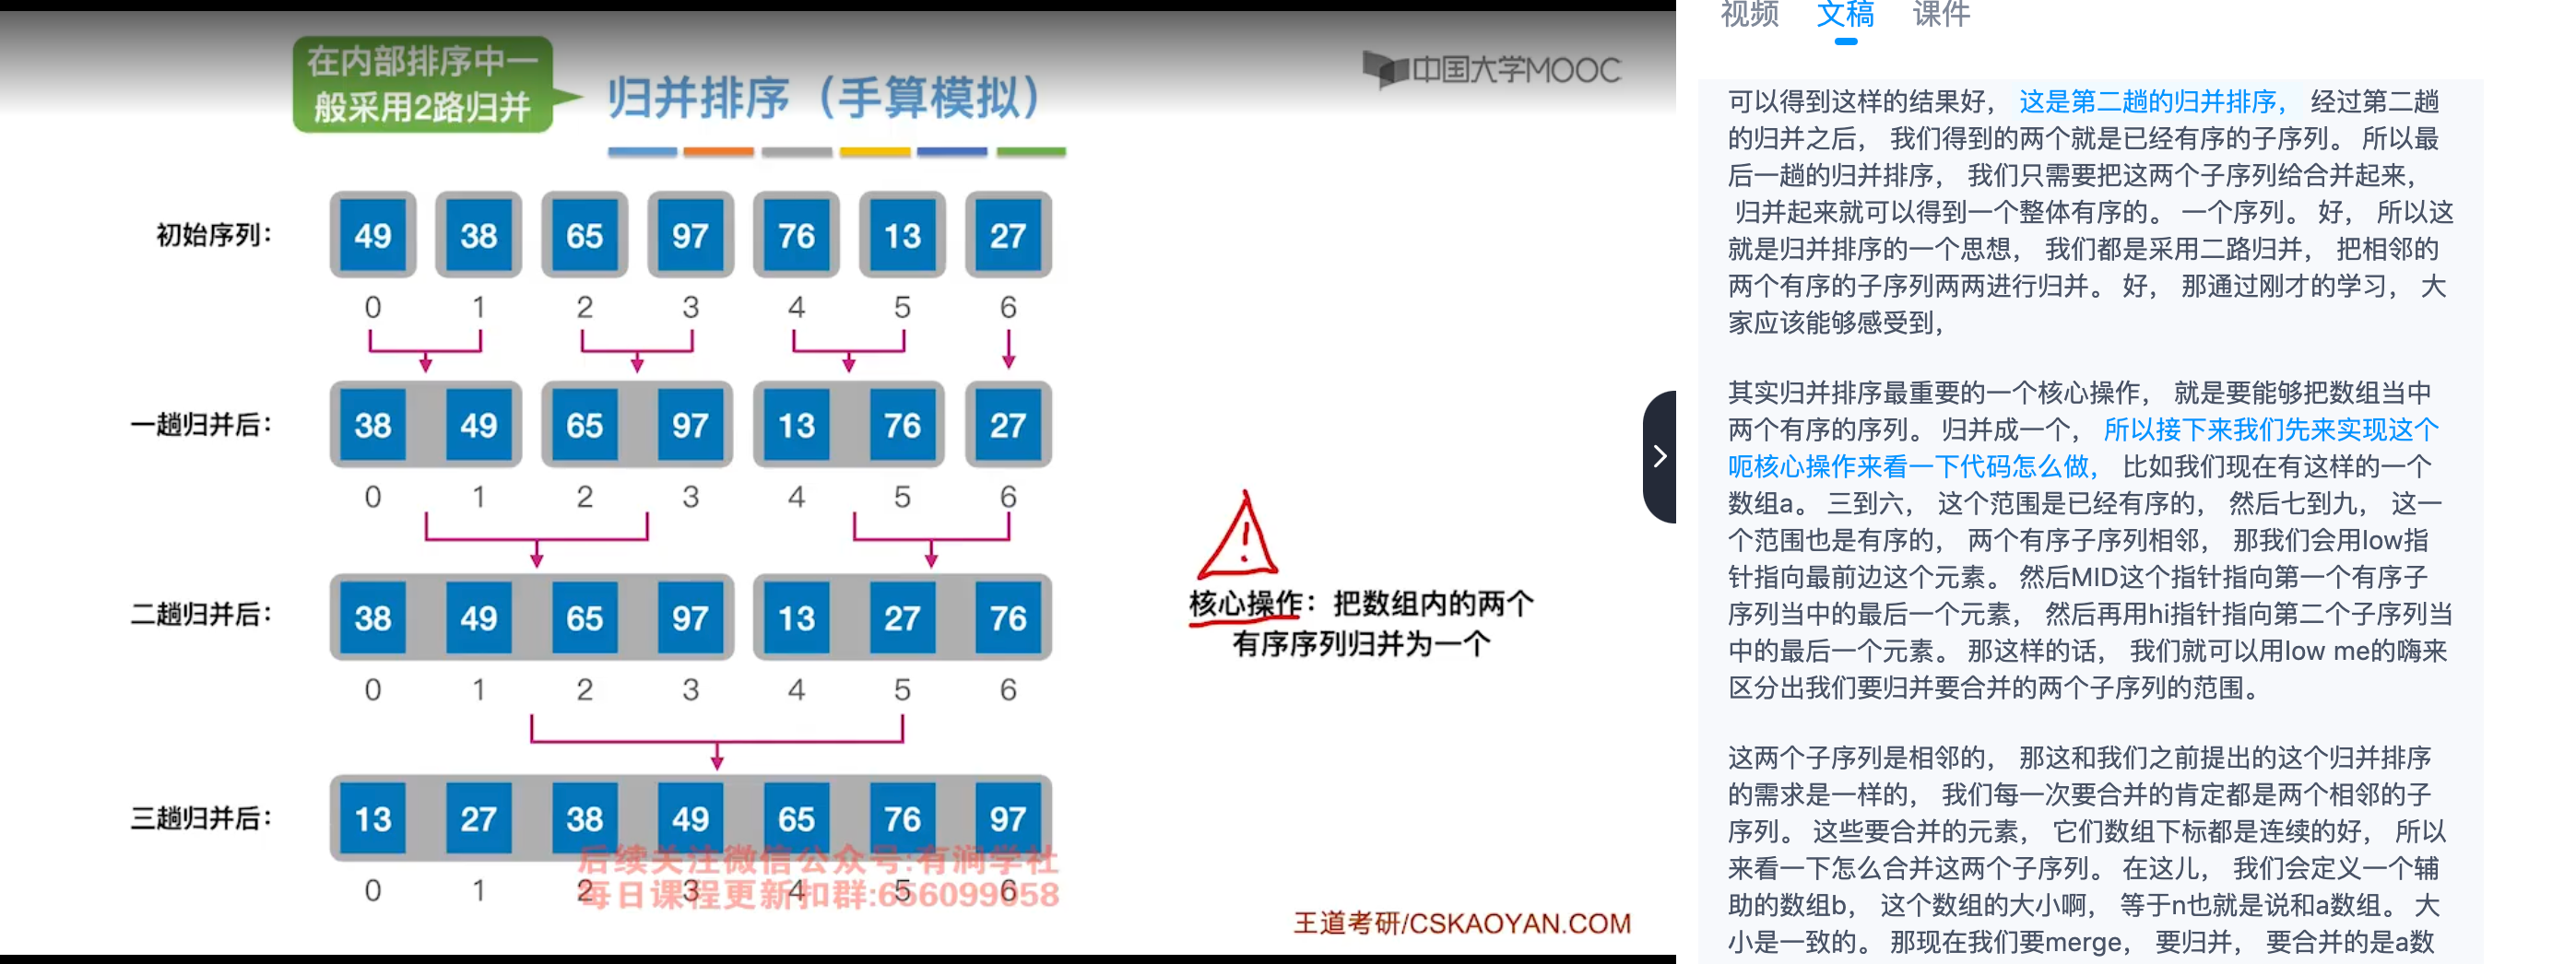 在内部排序中一
般采用2路归并
归并排序（手算模拟）
中国大学MOOC
初始序列：
49 38 65 97 76 13 27
0 1 2 3 4 5 6
一趟归并后：
38 49 65 97 13 76 27
0 1 2 3 4 5 6
二趟归并后：
38 49 65 97 13 27 76
0 1 2 3 4 5 6
三趟归并后：
13 27 38 49 65 76 97
0 1 2 3 4 5 6
!
核心操作：把数组内的两个
有序序列归并为一个
后续关注微信公众号:有涧学社
每日课程更新扣群:656099658
王道考研/CSKAOYAN.COM
视频 文稿 课件
可以得到这样的结果好， 这是第二趟的归并排序， 经过第二趟
的归并之后， 我们得到的两个就是已经有序的子序列。 所以最
后一趟的归并排序， 我们只需要把这两个子序列给合并起来，
归并起来就可以得到一个整体有序的。 一个序列。 好， 所以这
就是归并排序的一个思想， 我们都是采用二路归并， 把相邻的
两个有序的子序列两两进行归并。 好， 那通过刚才的学习， 大
家应该能够感受到，
其实归并排序最重要的一个核心操作， 就是要能够把数组当中
两个有序的序列。 归并成一个， 所以接下来我们先来实现这个
呃核心操作来看一下代码怎么做， 比如我们现在有这样的一个
数组a。 三到六， 这个范围是已经有序的， 然后七到九， 这一
个范围也是有序的， 两个有序子序列相邻， 那我们会用low指
针指向最前边这个元素。 然后MID这个指针指向第一个有序子
序列当中的最后一个元素， 然后再用hi指针指向第二个子序列当
中的最后一个元素。 那这样的话， 我们就可以用low me的嗨来
区分出我们要归并要合并的两个子序列的范围。
这两个子序列是相邻的， 那这和我们之前提出的这个归并排序
的需求是一样的， 我们每一次要合并的肯定都是两个相邻的子
序列。 这些要合并的元素， 它们数组下标都是连续的好， 所以
来看一下怎么合并这两个子序列。 在这儿， 我们会定义一个辅
助的数组b， 这个数组的大小啊， 等于n也就是说和a数组。 大
小是一致的。 那现在我们要merge， 要归并， 要合并的是a数